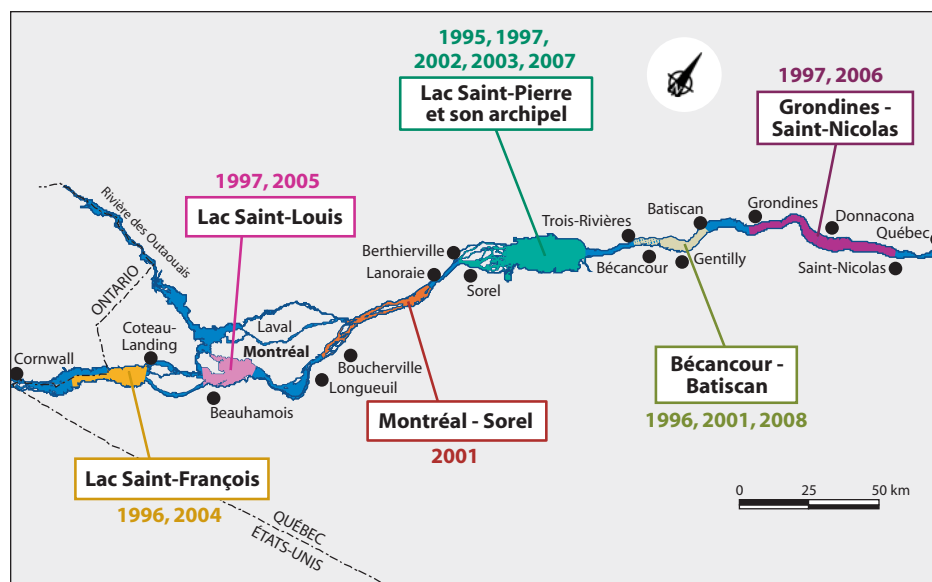 1995, 1997,
2002, 2003, 2007
Lac Saint-Pierre
et son archipel
1997, 2006
Grondines -
Saint-Nicolas
1997, 2005
Lac Saint-Louis
Rivière des Outaouais
ONTARIO
Cornwall
Coteau-
Landing
Beauhamois
Laval
Montréal
Boucherville
Longueuil
Berthierville
Lanoraie
Sorel
Trois-Rivières
Bécancour
Batiscan
Gentilly
Grondines
Donnacona
Québec
Saint-Nicolas
Lac Saint-François
1996, 2004
Montréal - Sorel
2001
Bécancour -
Batiscan
1996, 2001, 2008
QUÉBEC
ÉTATS-UNIS
0 25 50 km